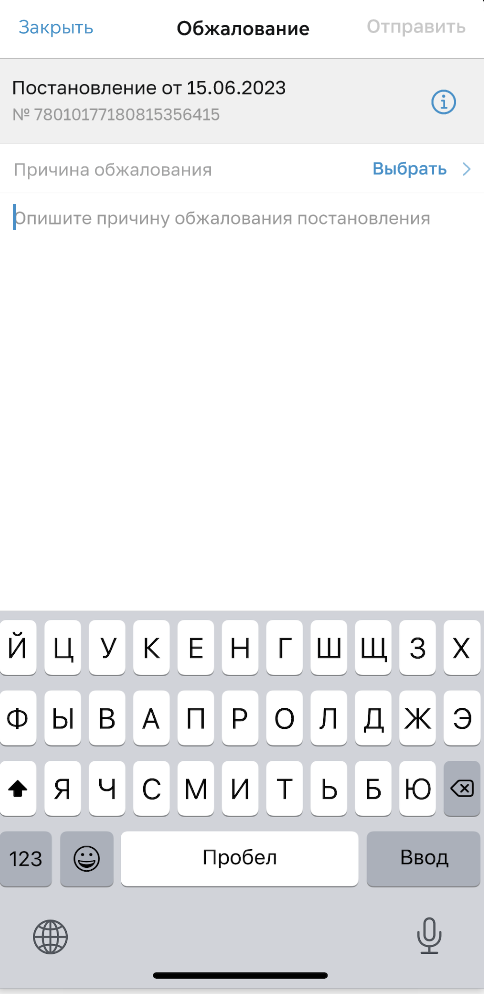 Закрыть Обжалование Отправить
Постановление от 15.06.2023
№ 78010177180815356415
Причина обжалования Выбрать
Опишите причину обжалования постановления
Й Ц У К Е Н Г Ш Щ З Х
Ф Ы В А П Р О Л Д Ж Э
Я Ч С М И Т Ь Б Ю
123 Пробел Ввод